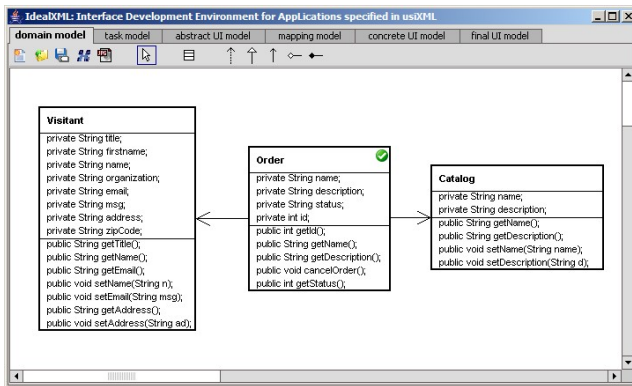 IdealXML: Interface Development Environment for AppLications specified in usiXML
domain model task model abstract UI model mapping model concrete UI model final UI model
Visitant
private String title;
private String firstname;
private String name;
private String organization;
private String email;
private String msg;
private String address;
private String zipCode;
public String getTitle();
public String getName();
public String getEmail();
public void setName(String n);
public void setEmail(String msg);
public String getAddress();
public void setAddress(String ad);
Order
private String name;
private String description;
private String status;
private int id;
public int getId();
public String getName();
public String getDescription();
public void cancelOrder();
public int getStatus();
Catalog
private String name;
private String description;
public String getName();
public String getDescription();
public void setName(String name);
public void setDescription(String d);